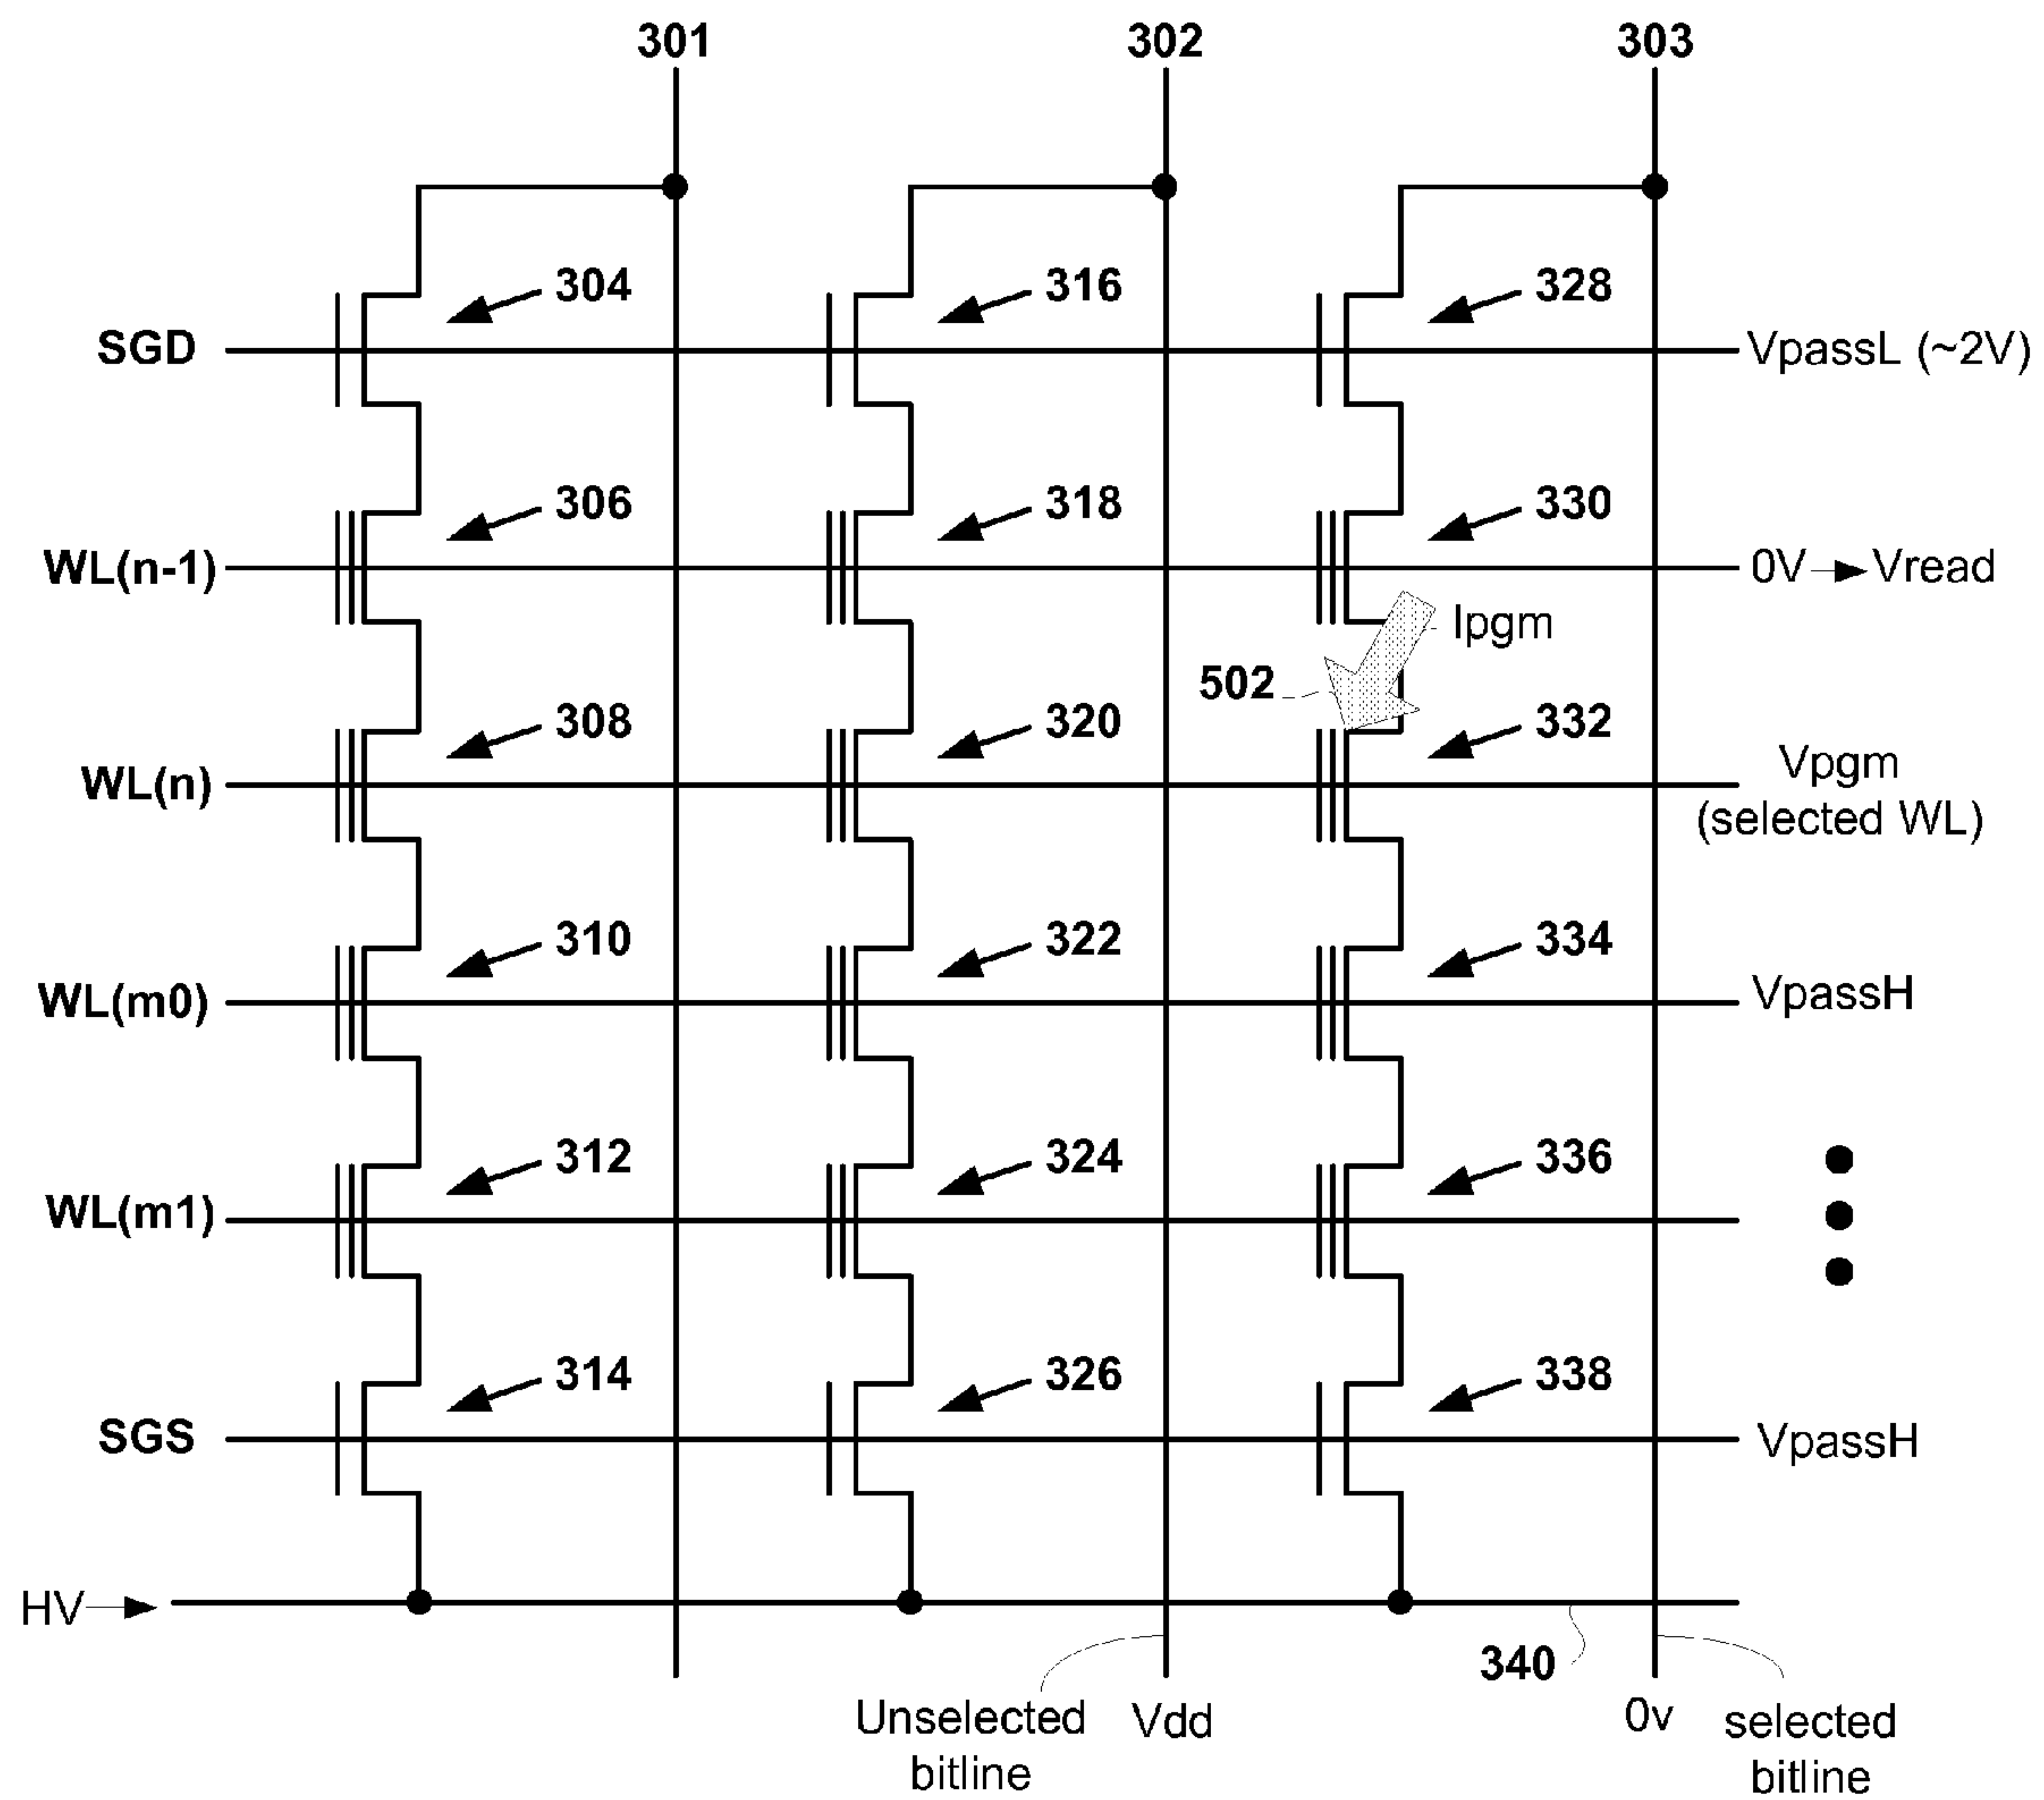 301 302 303
304 316 328
SGD VpassL (~2V)
306 318 330
WL(n-1) 0V Vread
Ipgm
502
308 320 332
WL(n) Vpgm
(selected WL)
310 322 334
WL(m0) VpassH
312 324 336
WL(m1)
314 326 338
SGS VpassH
HV
340
Unselected
bitline
Vdd
0v
selected
bitline